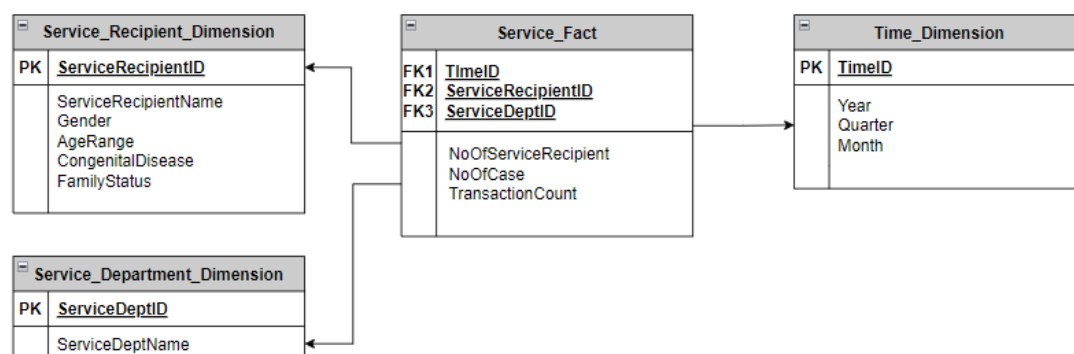 Service_Recipient_Dimension
PK ServiceRecipientID
ServiceRecipientName
Gender
AgeRange
CongenitalDisease
FamilyStatus
Service_Fact
FK1 TImeID
FK2 ServiceRecipientID
FK3 ServiceDeptID
NoOfServiceRecipient
NoOfCase
TransactionCount
Time_Dimension
PK TimeID
Year
Quarter
Month
Service_Department_Dimension
PK ServiceDeptID
ServiceDeptName